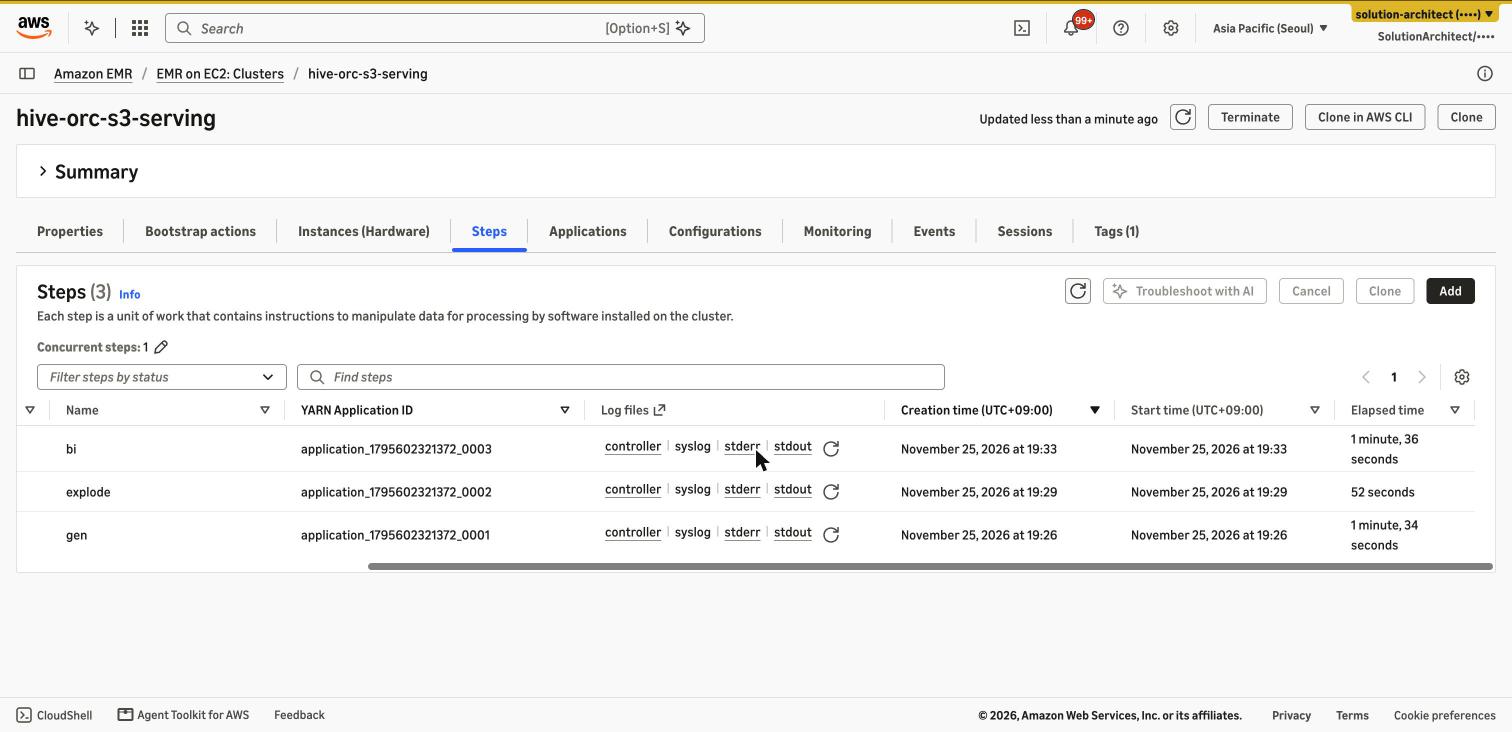 aws
Search [Option+S]
99+
Asia Pacific (Seoul)
solution-architect (••••)
SolutionArchitect/••••
Amazon EMR / EMR on EC2: Clusters / hive-orc-s3-serving
hive-orc-s3-serving
Updated less than a minute ago
Terminate
Clone in AWS CLI
Clone
Summary
Properties
Bootstrap actions
Instances (Hardware)
Steps
Applications
Configurations
Monitoring
Events
Sessions
Tags (1)
Steps (3) Info
Troubleshoot with AI
Cancel
Clone
Add
Each step is a unit of work that contains instructions to manipulate data for processing by software installed on the cluster.
Concurrent steps: 1
Filter steps by status
Find steps
1
Name YARN Application ID Log files Creation time (UTC+09:00) Start time (UTC+09:00) Elapsed time
bi application_1795602321372_0003 controller | syslog | stderr | stdout November 25, 2026 at 19:33 November 25, 2026 at 19:33 1 minute, 36
seconds
explode application_1795602321372_0002 controller | syslog | stderr | stdout November 25, 2026 at 19:29 November 25, 2026 at 19:29 52 seconds
gen application_1795602321372_0001 controller | syslog | stderr | stdout November 25, 2026 at 19:26 November 25, 2026 at 19:26 1 minute, 34
seconds
CloudShell
Agent Toolkit for AWS
Feedback
© 2026, Amazon Web Services, Inc. or its affiliates.
Privacy
Terms
Cookie preferences